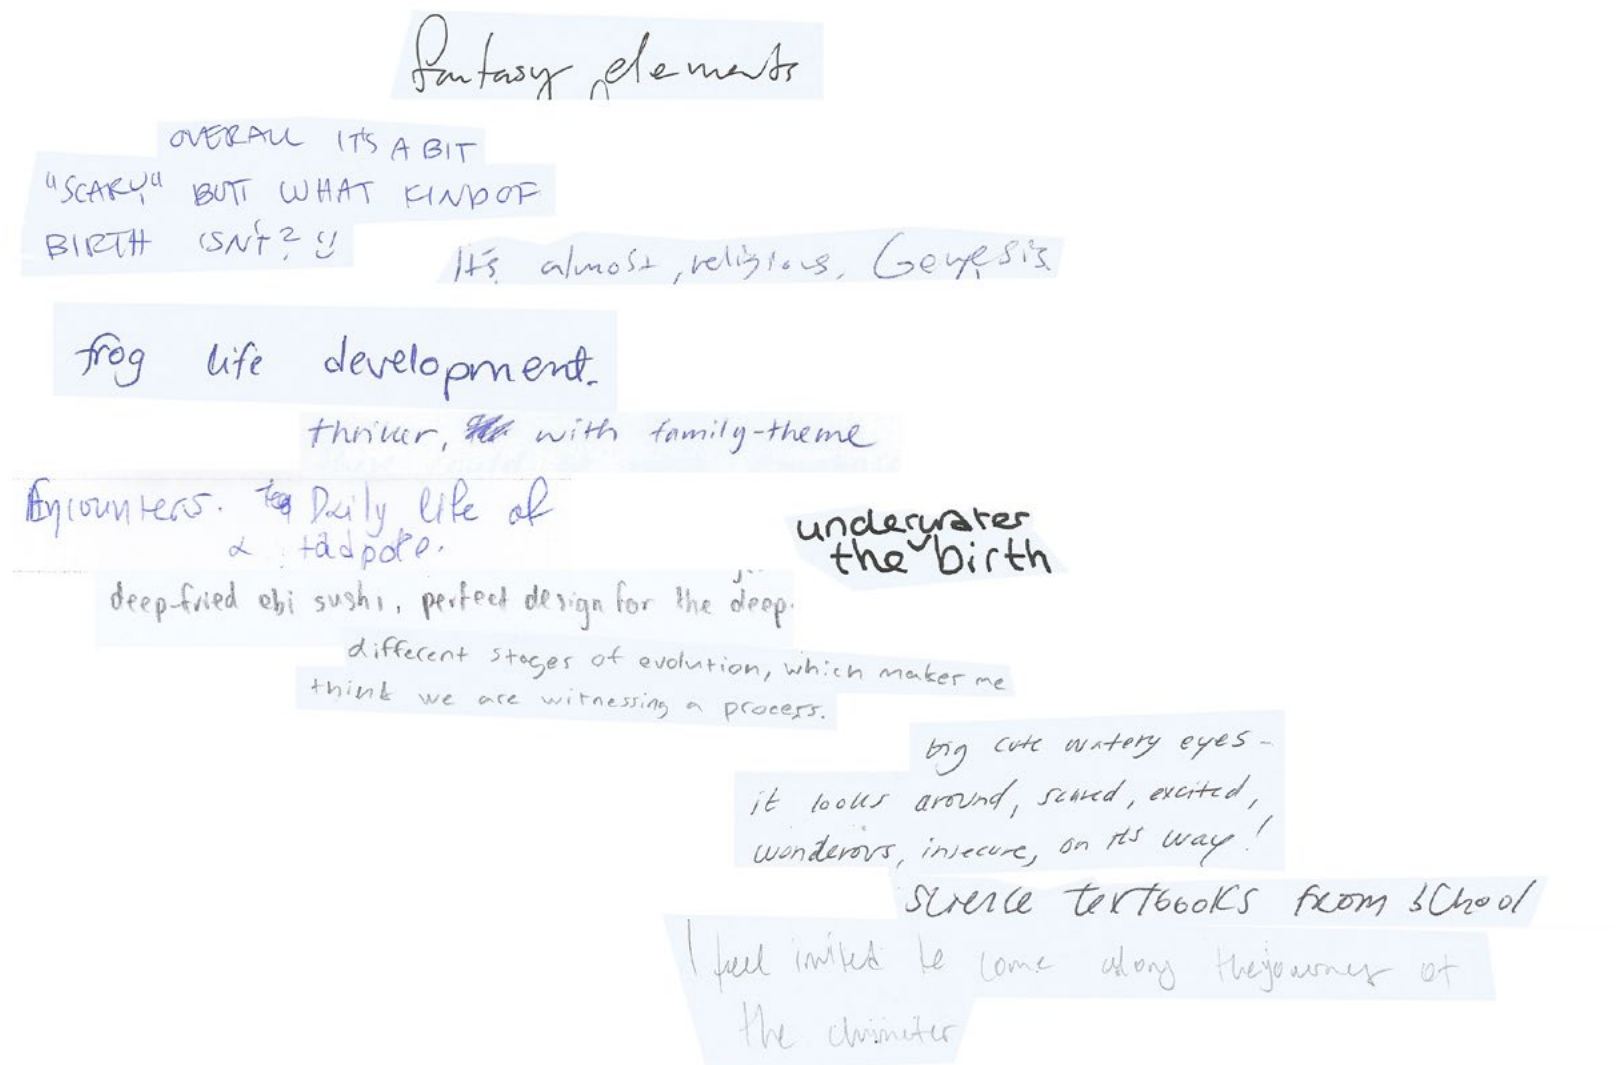 fantasy elements
OVERALL IT'S A BIT
"SCARY" BUT WHAT KIND OF
BIRTH ISN'T? :)
It's almost religious, Genesis.
frog life development.
thriller, with family-theme
Encounters. Daily life of
a tadpole.
underwater
the birth
deep-fried ebi sushi, perfect design for the deep.
different stages of evolution, which makes me
think we are witnessing a process.
big cute watery eyes -
it looks around, scared, excited,
wonderous, insecure, on its way!
science textbooks from school
I feel invited to come along the journey of
the character